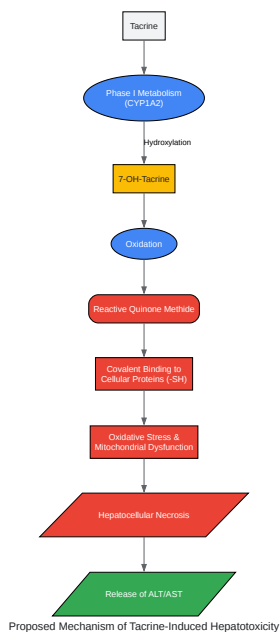 Tacrine
Phase I Metabolism
(CYP1A2)
Hydroxylation
7-OH-Tacrine
Oxidation
Reactive Quinone Methide
Covalent Binding to
Cellular Proteins (-SH)
Oxidative Stress &
Mitochondrial Dysfunction
Hepatocellular Necrosis
Release of ALT/AST
Proposed Mechanism of Tacrine-Induced Hepatotoxicity